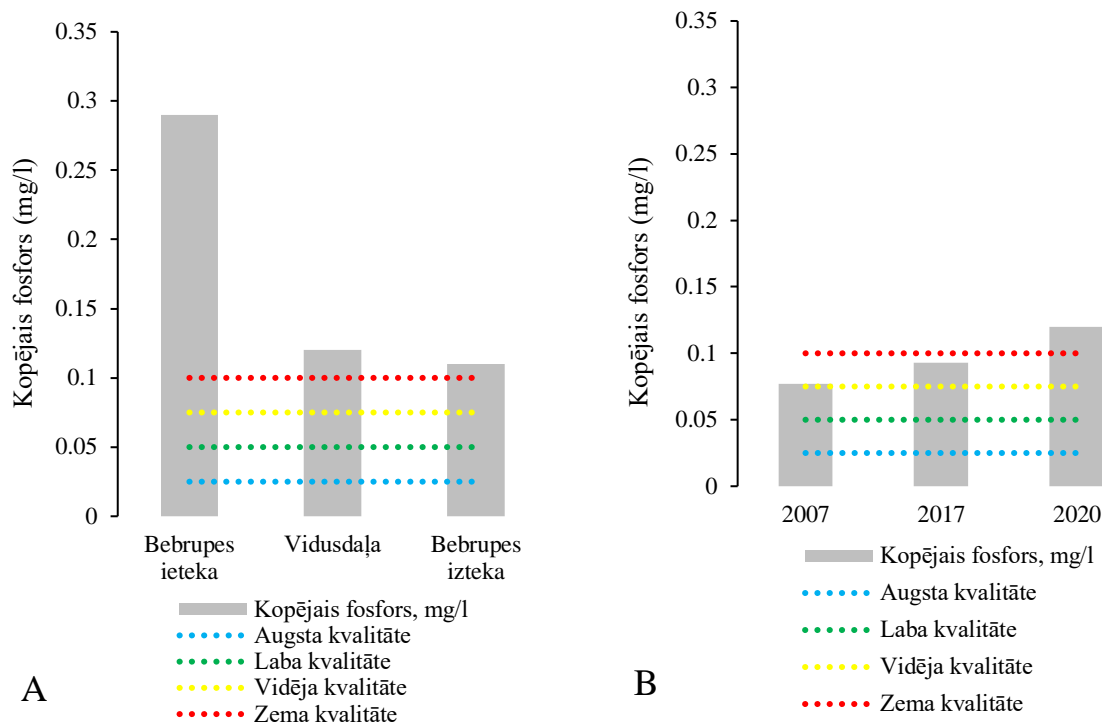 Kopējais fosfors (mg/l)
0.35
0.3
0.25
0.2
0.15
0.1
0.05
0
Bebrupes
ieteka
Vidusdaļa
Bebrupes
izteka
Kopējais fosfors, mg/l
Augsta kvalitāte
Laba kvalitāte
Vidēja kvalitāte
Zema kvalitāte
A
Kopējais fosfors (mg/l)
0.35
0.3
0.25
0.2
0.15
0.1
0.05
0
2007
2017
2020
Kopējais fosfors, mg/l
Augsta kvalitāte
Laba kvalitāte
Vidēja kvalitāte
Zema kvalitāte
B